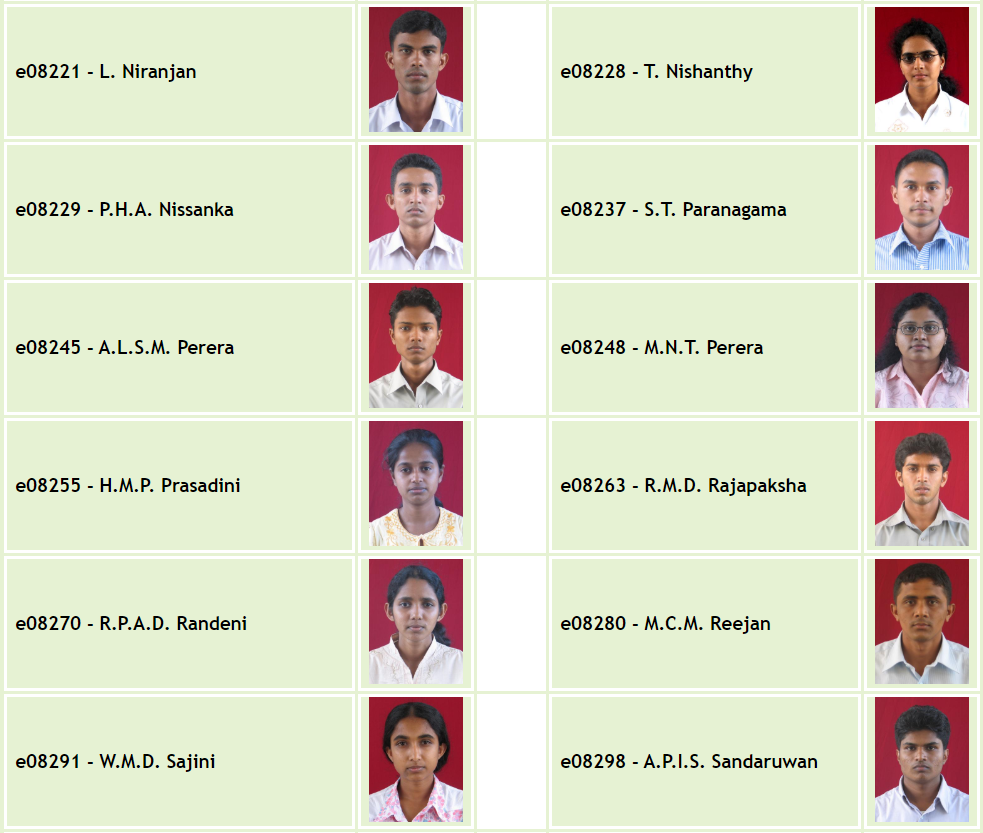 e08221 - L. Niranjan
e08228 - T. Nishanthy
e08229 - P.H.A. Nissanka
e08237 - S.T. Paranagama
e08245 - A.L.S.M. Perera
e08248 - M.N.T. Perera
e08255 - H.M.P. Prasadini
e08263 - R.M.D. Rajapaksha
e08270 - R.P.A.D. Randeni
e08280 - M.C.M. Reejan
e08291 - W.M.D. Sajini
e08298 - A.P.I.S. Sandaruwan